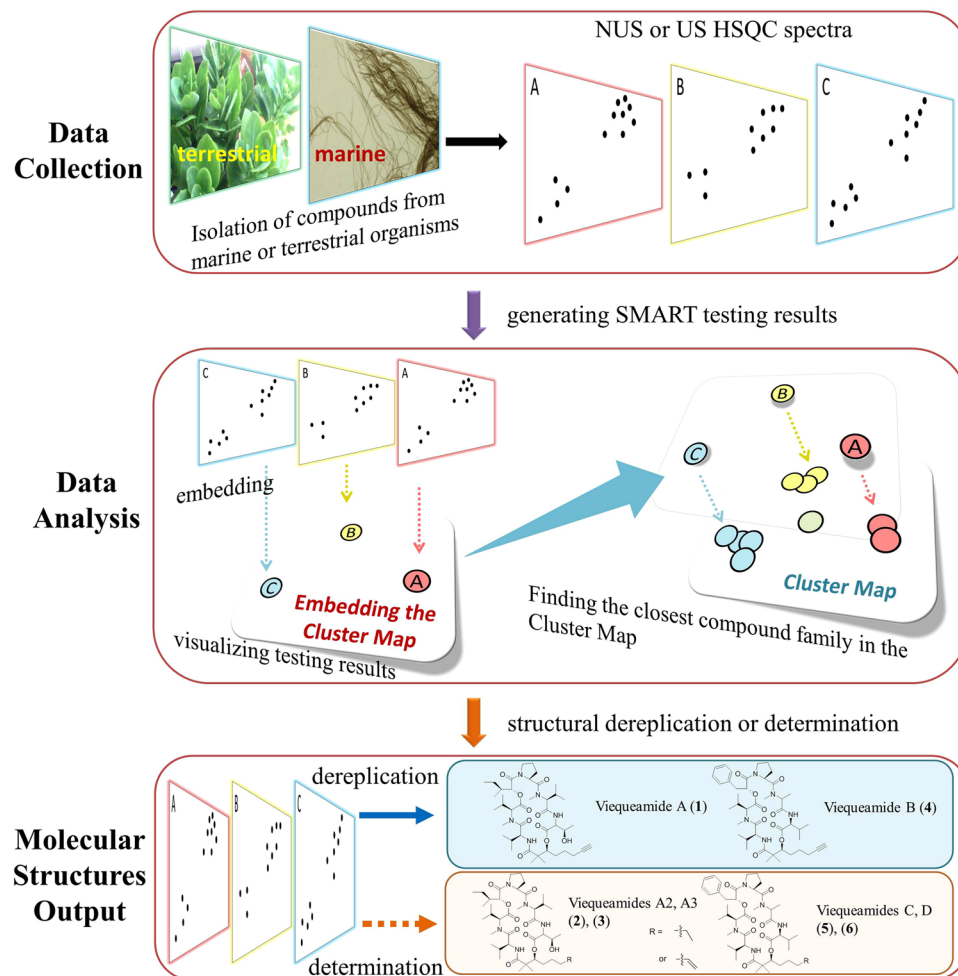 NUS or US HSQC spectra
Data
Collection
terrestrial
marine
A
B
C
Isolation of compounds from
marine or terrestrial organisms
generating SMART testing results
Data
Analysis
C
B
A
embedding
B
C
A
Embedding the
Cluster Map
visualizing testing results
B
C
A
Cluster Map
Finding the closest compound family in the
Cluster Map
structural dereplication or determination
Molecular
Structures
Output
A
B
C
dereplication
determination
Viequeamide A (1)
Viequeamide B (4)
Viequeamides A2, A3
(2), (3)
R =
or
Viequeamides C, D
(5), (6)